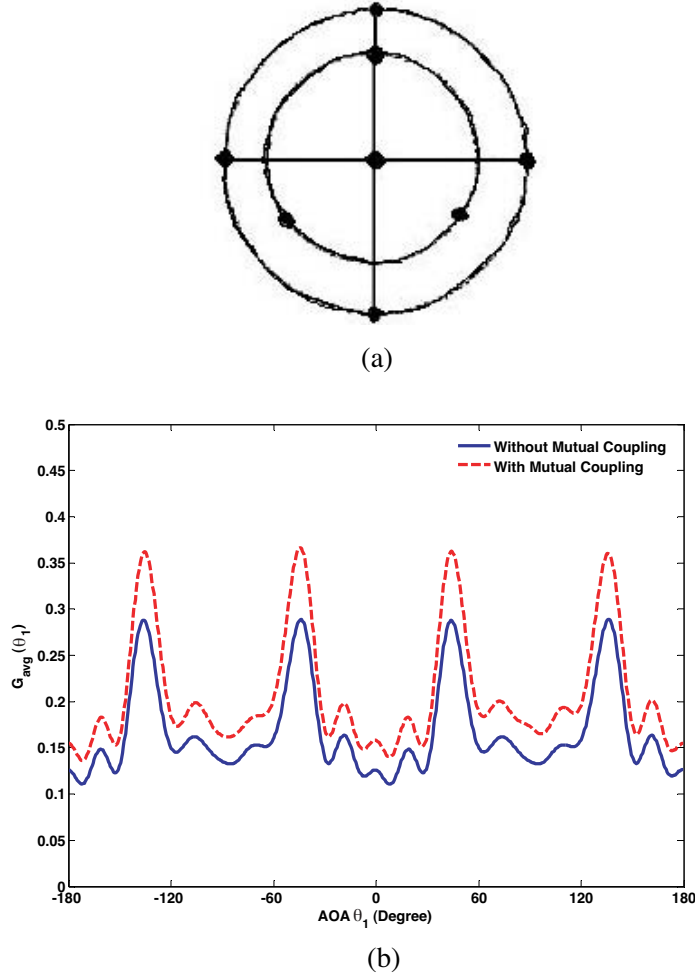 (a)
0.5
0.45
0.4
0.35
0.3
0.25
0.2
0.15
0.1
0.05
0
G_avg (θ_1)
Without Mutual Coupling
With Mutual Coupling
-180 -120 -60 0 60 120 180
AOA θ_1 (Degree)
(b)